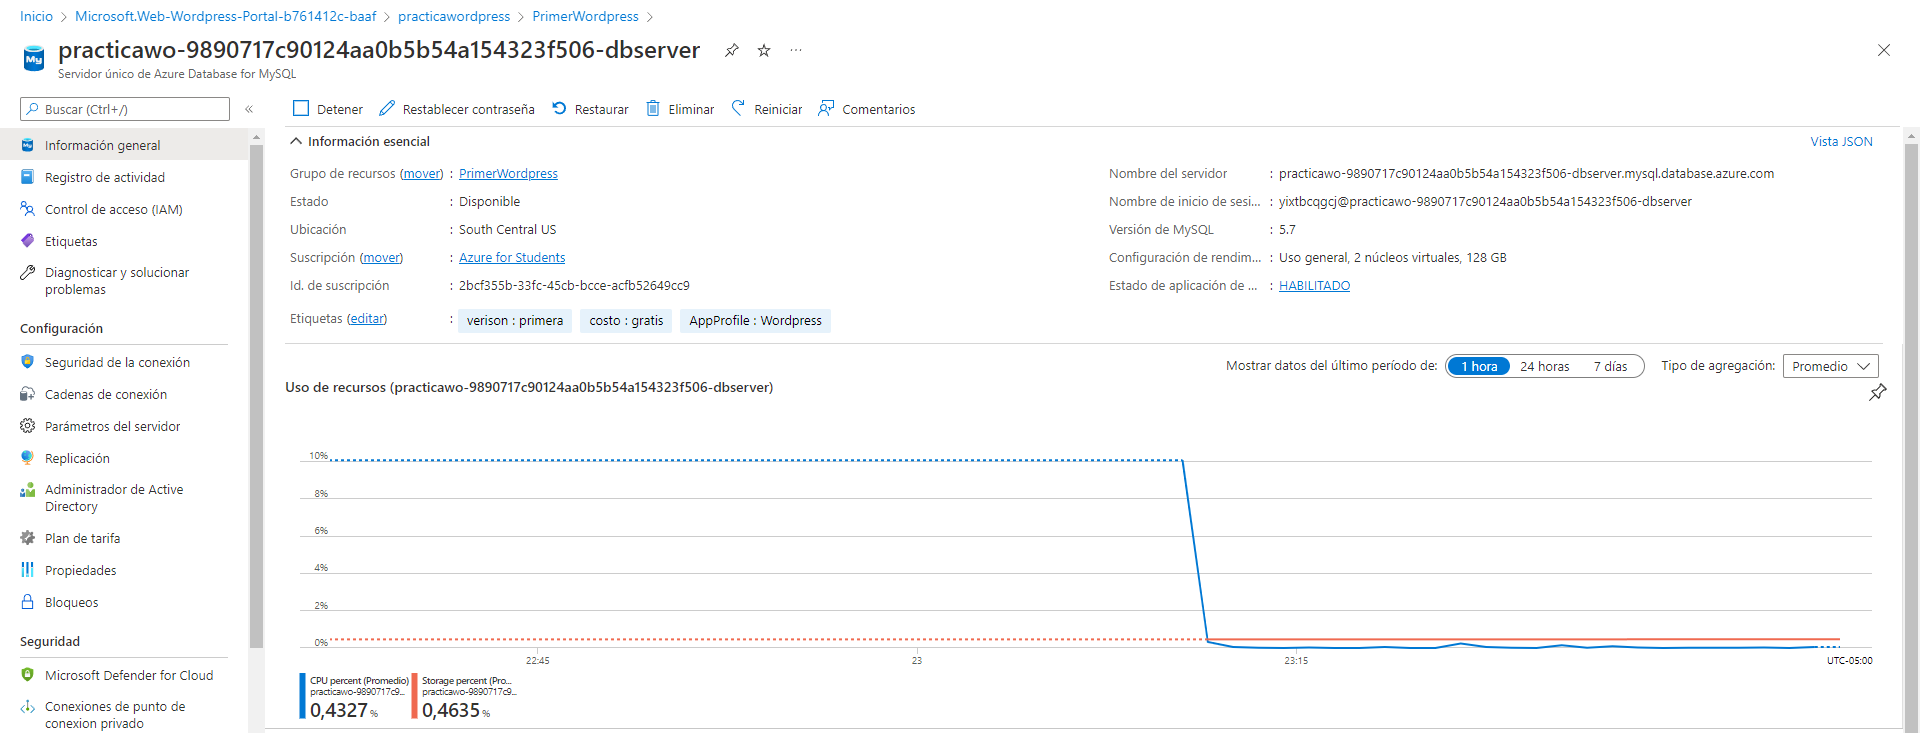 Inicio > Microsoft.Web-Wordpress-Portal-b761412c-baaf > practicawordpress > PrimerWordpress >
practicawo-9890717c90124aa0b5b54a154323f506-dbserver
Servidor único de Azure Database for MySQL
Buscar (Ctrl+/)
Detener Restablecer contraseña Restaurar Eliminar Reiniciar Comentarios
Información general
Registro de actividad
Control de acceso (IAM)
Etiquetas
Diagnosticar y solucionar
problemas
Configuración
Seguridad de la conexión
Cadenas de conexión
Parámetros del servidor
Replicación
Administrador de Active
Directory
Plan de tarifa
Propiedades
Bloqueos
Seguridad
Microsoft Defender for Cloud
Conexiones de punto de
conexion privado
Información esencial
Vista JSON
Grupo de recursos (mover) : PrimerWordpress
Estado : Disponible
Ubicación : South Central US
Suscripción (mover) : Azure for Students
Id. de suscripción : 2bcf355b-33fc-45cb-bcce-acfb52649cc9
Etiquetas (editar) : verison : primera costo : gratis AppProfile : Wordpress
Nombre del servidor : practicawo-9890717c90124aa0b5b54a154323f506-dbserver.mysql.database.azure.com
Nombre de inicio de sesi... : yixtbcqgcj@practicawo-9890717c90124aa0b5b54a154323f506-dbserver
Versión de MySQL : 5.7
Configuración de rendim... : Uso general, 2 núcleos virtuales, 128 GB
Estado de aplicación de ... : HABILITADO
Mostrar datos del último período de: 1 hora 24 horas 7 días Tipo de agregación: Promedio
Uso de recursos (practicawo-9890717c90124aa0b5b54a154323f506-dbserver)
10%
8%
6%
4%
2%
0%
22:45 23 23:15 UTC-05:00
CPU percent (Promedio)
practicawo-9890717c9...
0,4327 %
Storage percent (Pro...
practicawo-9890717c9...
0,4635 %
My